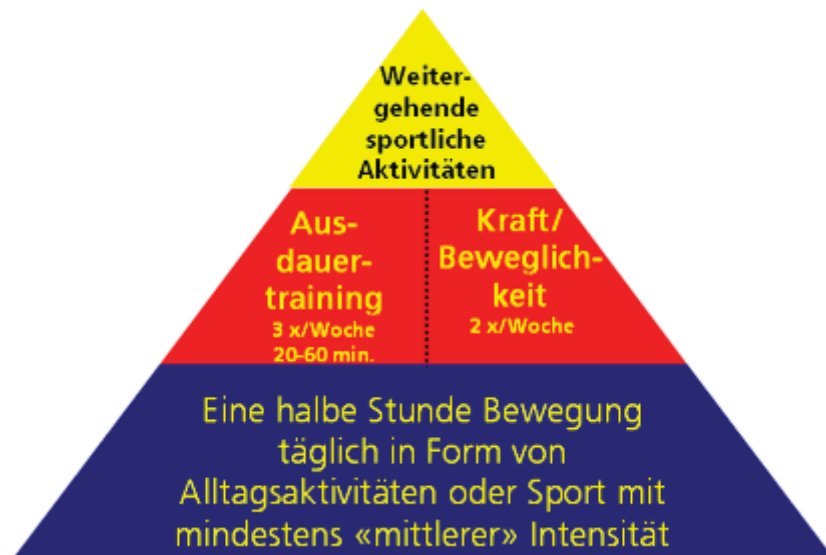 Weiter-
gehende
sportliche
Aktivitäten
Aus-
dauer-
training
3 x/Woche
20-60 min.
Kraft/
Beweglich-
keit
2 x/Woche
Eine halbe Stunde Bewegung
täglich in Form von
Alltagsaktivitäten oder Sport mit
mindestens «mittlerer» Intensität